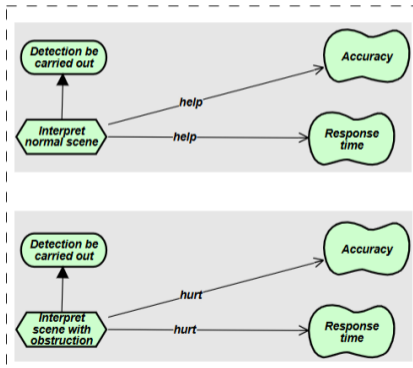 Detection be
carried out
Accuracy
help
Interpret
normal scene
help
Response
time
Detection be
carried out
Accuracy
hurt
Interpret
scene with
obstruction
hurt
Response
time